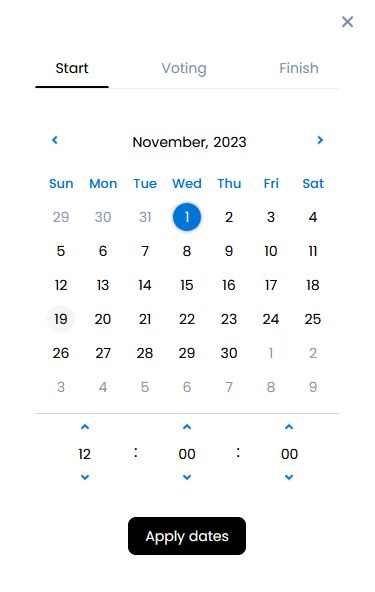 Start Voting Finish
November, 2023
Sun Mon Tue Wed Thu Fri Sat
29 30 31 1 2 3 4
5 6 7 8 9 10 11
12 13 14 15 16 17 18
19 20 21 22 23 24 25
26 27 28 29 30 1 2
3 4 5 6 7 8 9
12 : 00 : 00
Apply dates